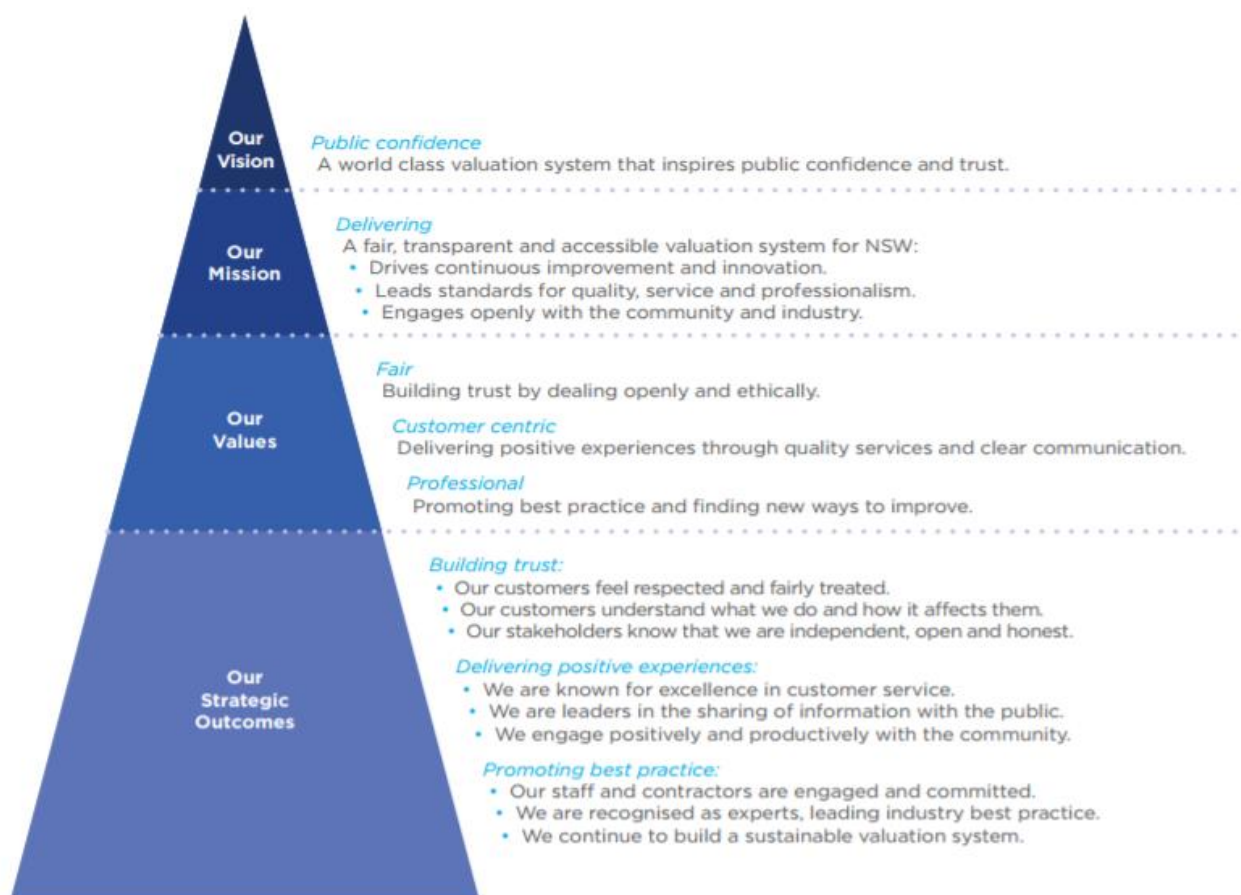 Our
Vision
Public confidence
A world class valuation system that inspires public confidence and trust.
Our
Mission
Delivering
A fair, transparent and accessible valuation system for NSW:
• Drives continuous improvement and innovation.
• Leads standards for quality, service and professionalism.
• Engages openly with the community and industry.
Our
Values
Fair
Building trust by dealing openly and ethically.
Customer centric
Delivering positive experiences through quality services and clear communication.
Professional
Promoting best practice and finding new ways to improve.
Our
Strategic
Outcomes
Building trust:
• Our customers feel respected and fairly treated.
• Our customers understand what we do and how it affects them.
• Our stakeholders know that we are independent, open and honest.
Delivering positive experiences:
• We are known for excellence in customer service.
• We are leaders in the sharing of information with the public.
• We engage positively and productively with the community.
Promoting best practice:
• Our staff and contractors are engaged and committed.
• We are recognised as experts, leading industry best practice.
• We continue to build a sustainable valuation system.